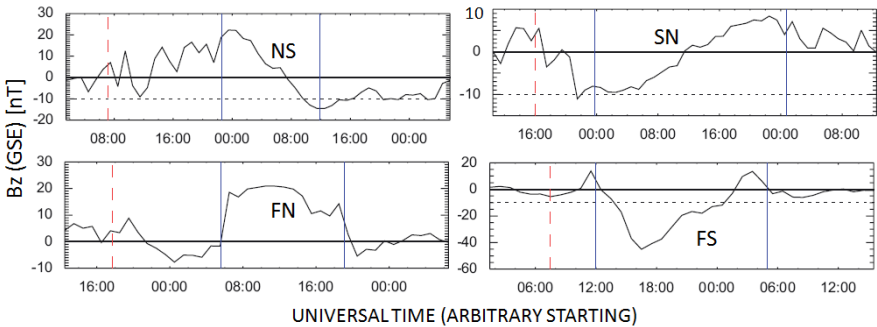 Bz (GSE) [nT]
30
20
10
0
-10
-20
NS
08:00 16:00 00:00 08:00 16:00 00:00
10
0
-10
SN
16:00 00:00 08:00 16:00 00:00 08:00
30
20
10
0
-10
FN
16:00 00:00 08:00 16:00 00:00
20
0
-20
-40
-60
FS
06:00 12:00 18:00 00:00 06:00 12:00
UNIVERSAL TIME (ARBITRARY STARTING)